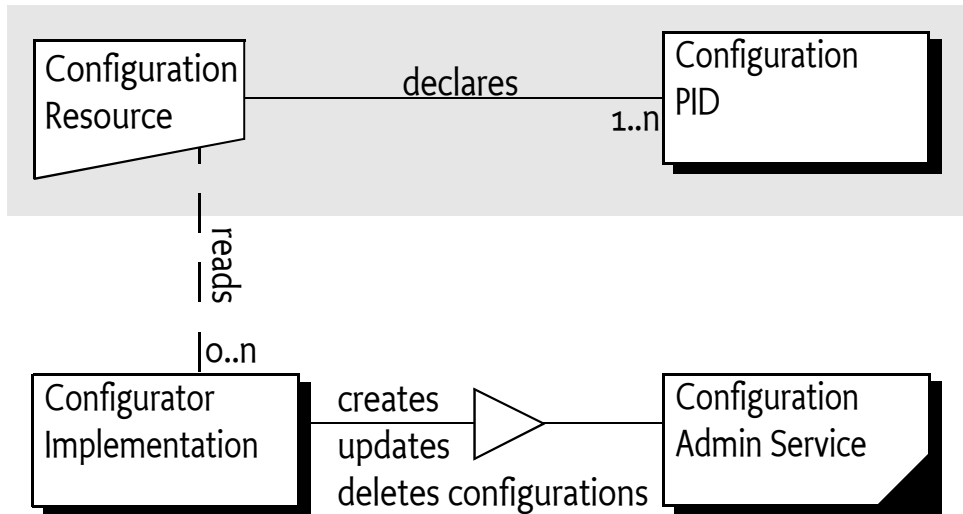 Configuration
Resource
declares
1..n
Configuration
PID
reads
0..n
Configurator
Implementation
creates
updates
deletes configurations
Configuration
Admin Service